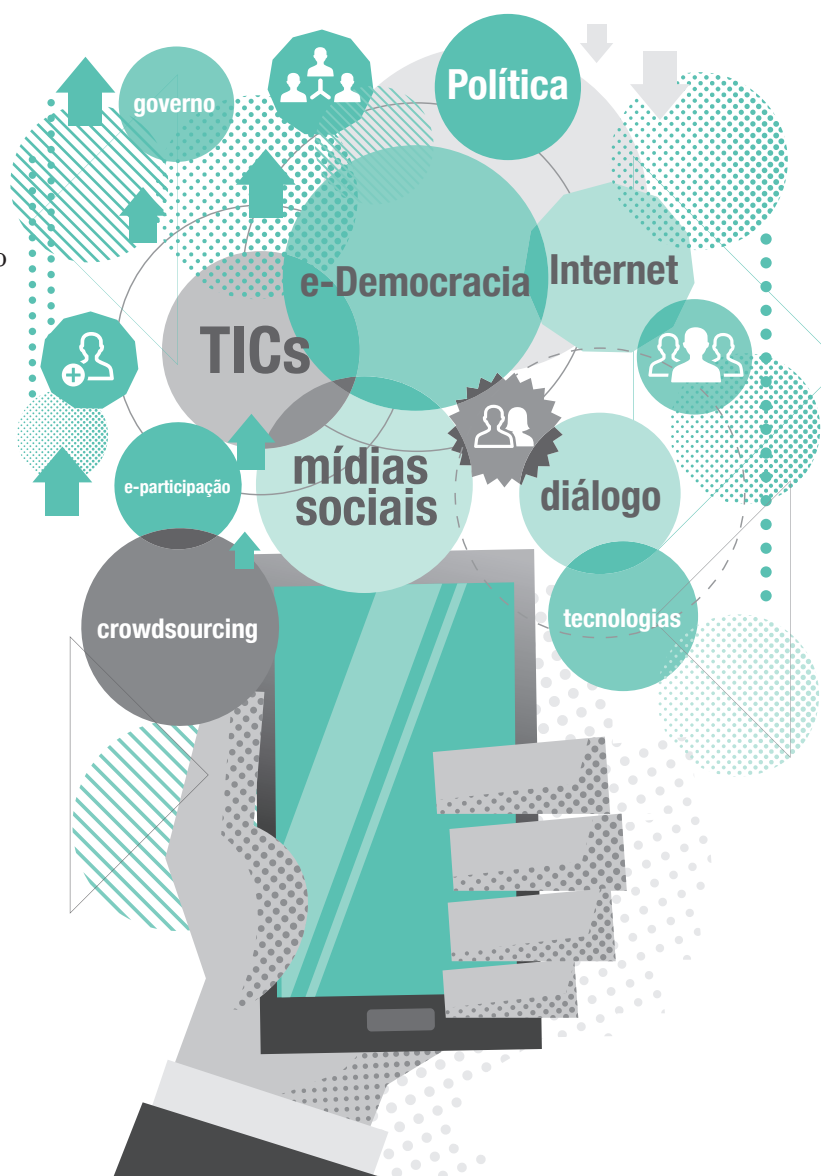 governo
Política
o
e-Democracia
Internet
TICs
mídias
sociais
e-participação
diálogo
crowdsourcing
tecnologias